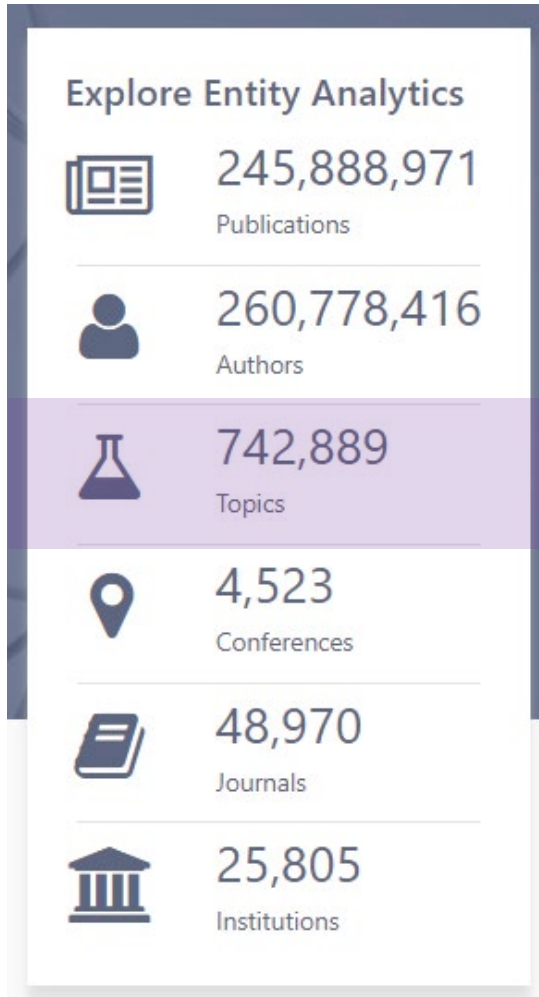 Explore Entity Analytics
245,888,971
Publications
260,778,416
Authors
742,889
Topics
4,523
Conferences
48,970
Journals
25,805
Institutions